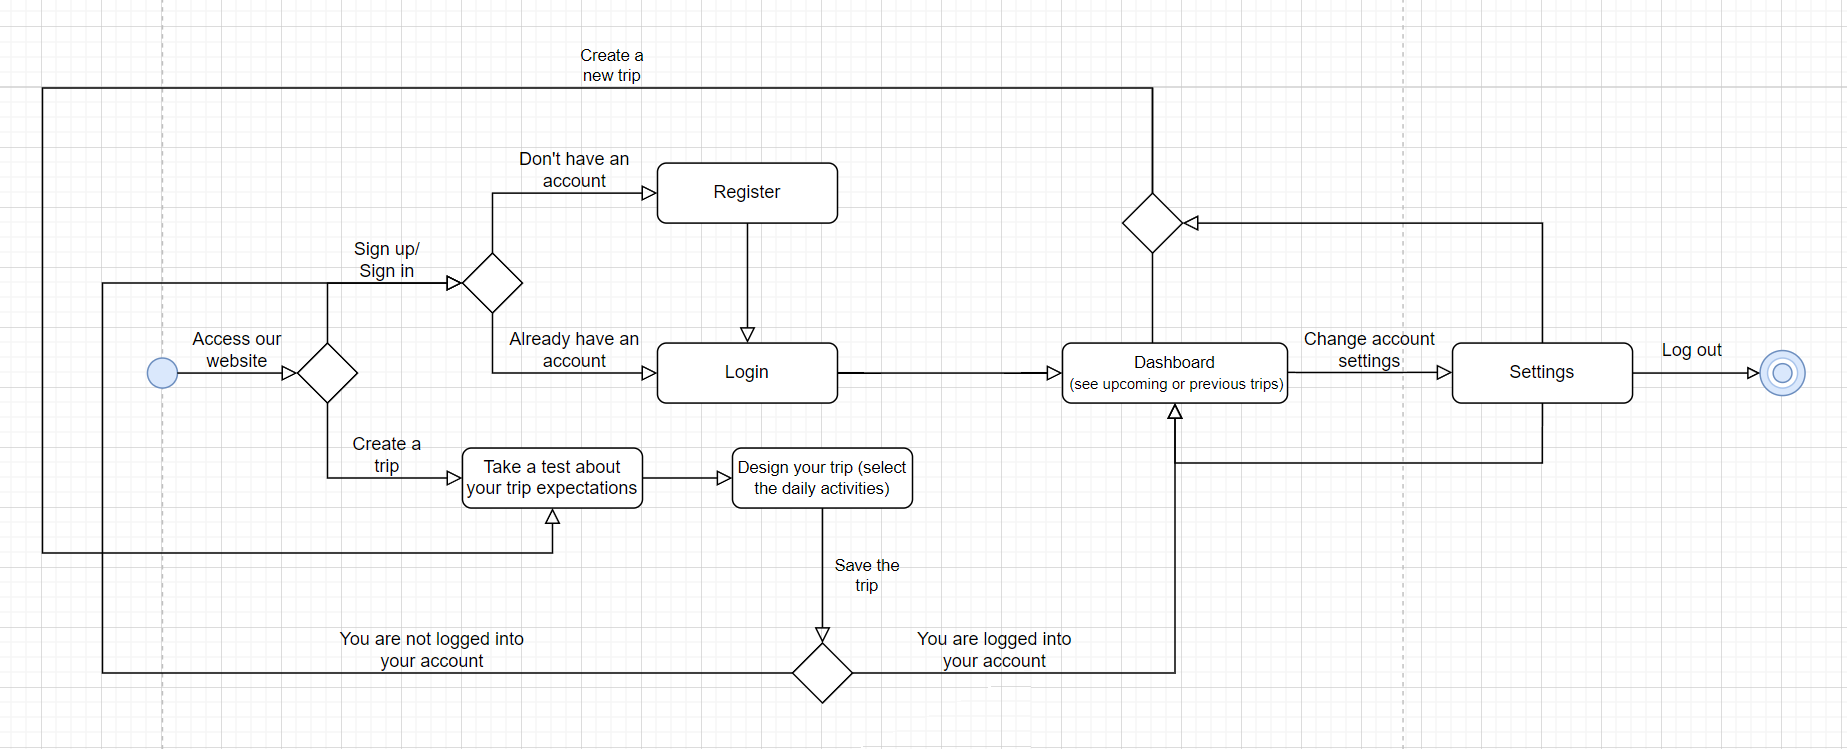 Create a
new trip
Don't have an
account
Register
Sign up/
Sign in
Access our
website
Already have an
account
Login
Dashboard
(see upcoming or previous trips)
Change account
settings
Settings
Log out
Create a
trip
Take a test about
your trip expectations
Design your trip (select
the daily activities)
Save the
trip
You are not logged into
your account
You are logged into
your account